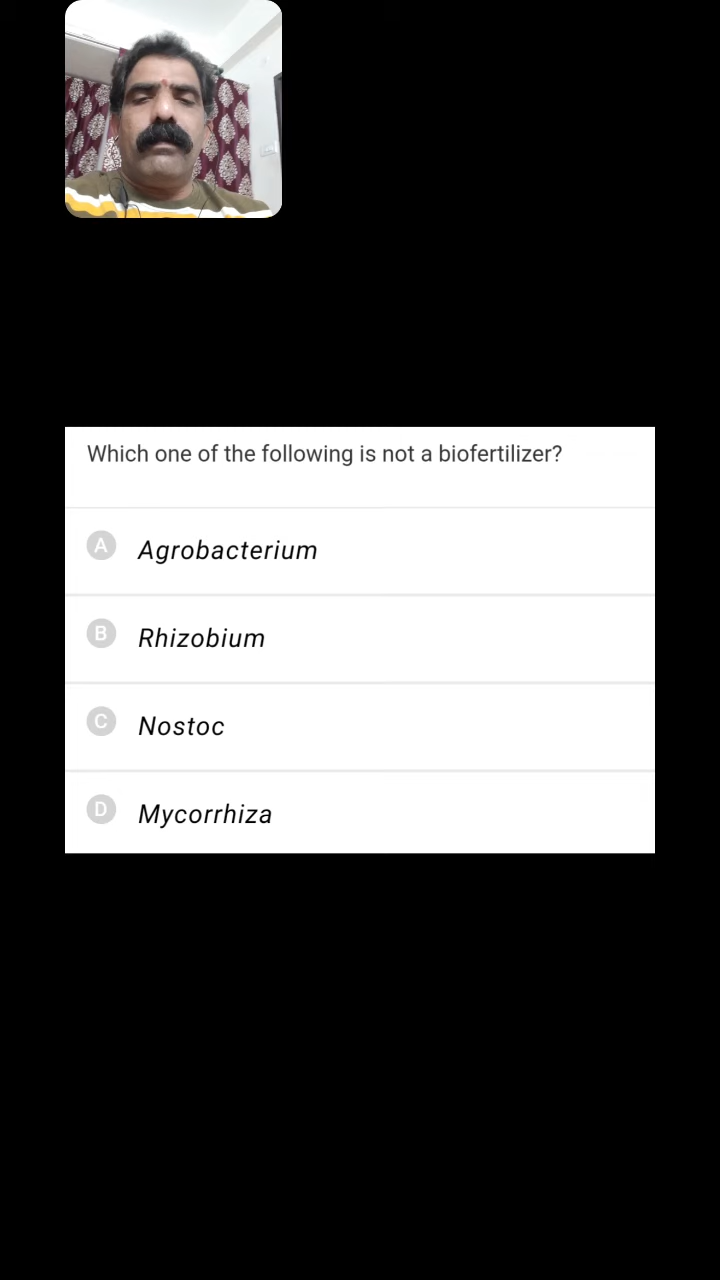 Which one of the following is not a biofertilizer?
A Agrobacterium
B Rhizobium
C Nostoc
D Mycorrhiza